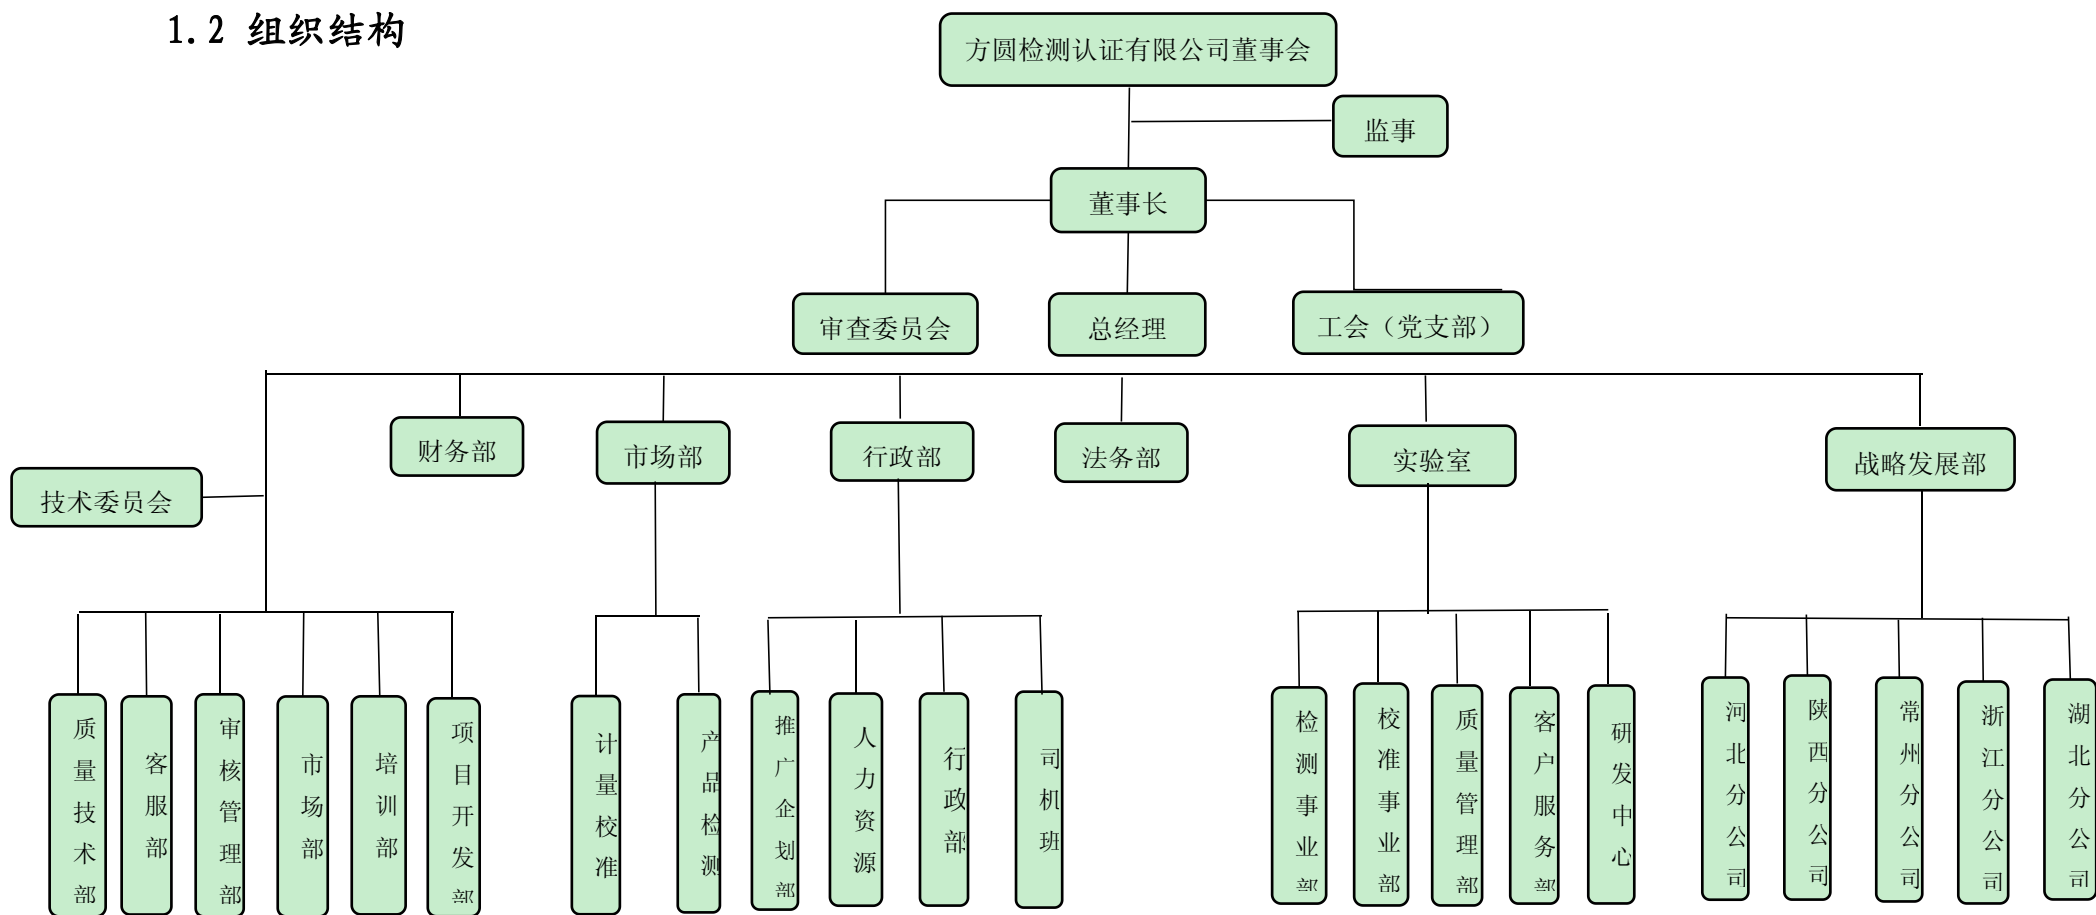 1.2 组织结构
方圆检测认证有限公司董事会
监事
董事长
审查委员会
总经理
工会（党支部）
财务部
市场部
行政部
法务部
实验室
战略发展部
技术委员会
质量技术部
客服部
审核管理部
市场部
培训部
项目开发部
计量校准
产品检测
推广企划部
人力资源
行政部
司机班
检测事业部
校准事业部
质量管理部
客户服务部
研发中心
河北分公司
陕西分公司
常州分公司
浙江分公司
湖北分公司